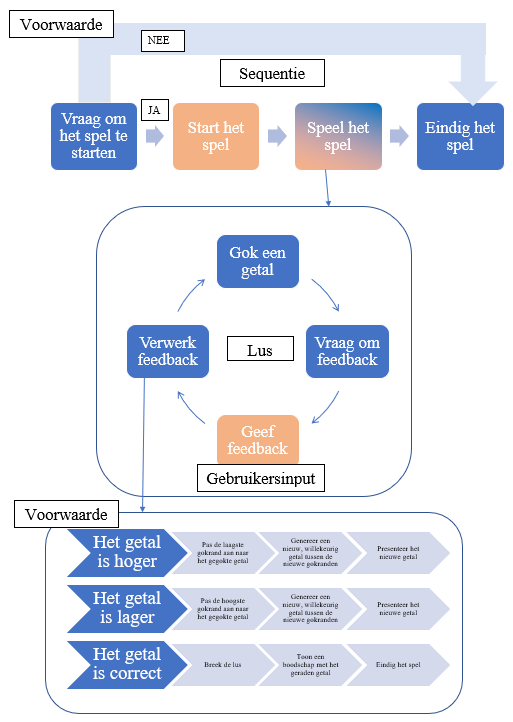 Voorwaarde
NEE
Sequentie
Vraag om
het spel te
starten
JA
Start het
spel
Speel het
spel
Eindig het
spel
Gok een
getal
Verwerk
feedback
Lus
Vraag om
feedback
Geef
feedback
Gebruikersinput
Voorwaarde
Het getal
is hoger
Pas de laagste
gokrand aan naar
het gegokte getal
Genereer een
nieuw, willekeurig
getal tussen de
nieuwe gokranden
Presenteer het
nieuwe getal
Het getal
is lager
Pas de hoogste
gokrand aan naar
het gegokte getal
Genereer een
nieuw, willekeurig
getal tussen de
nieuwe gokranden
Presenteer het
nieuwe getal
Het getal
is correct
Breek de lus
Toon een
boodschap met het
geraden getal
Eindig het spel